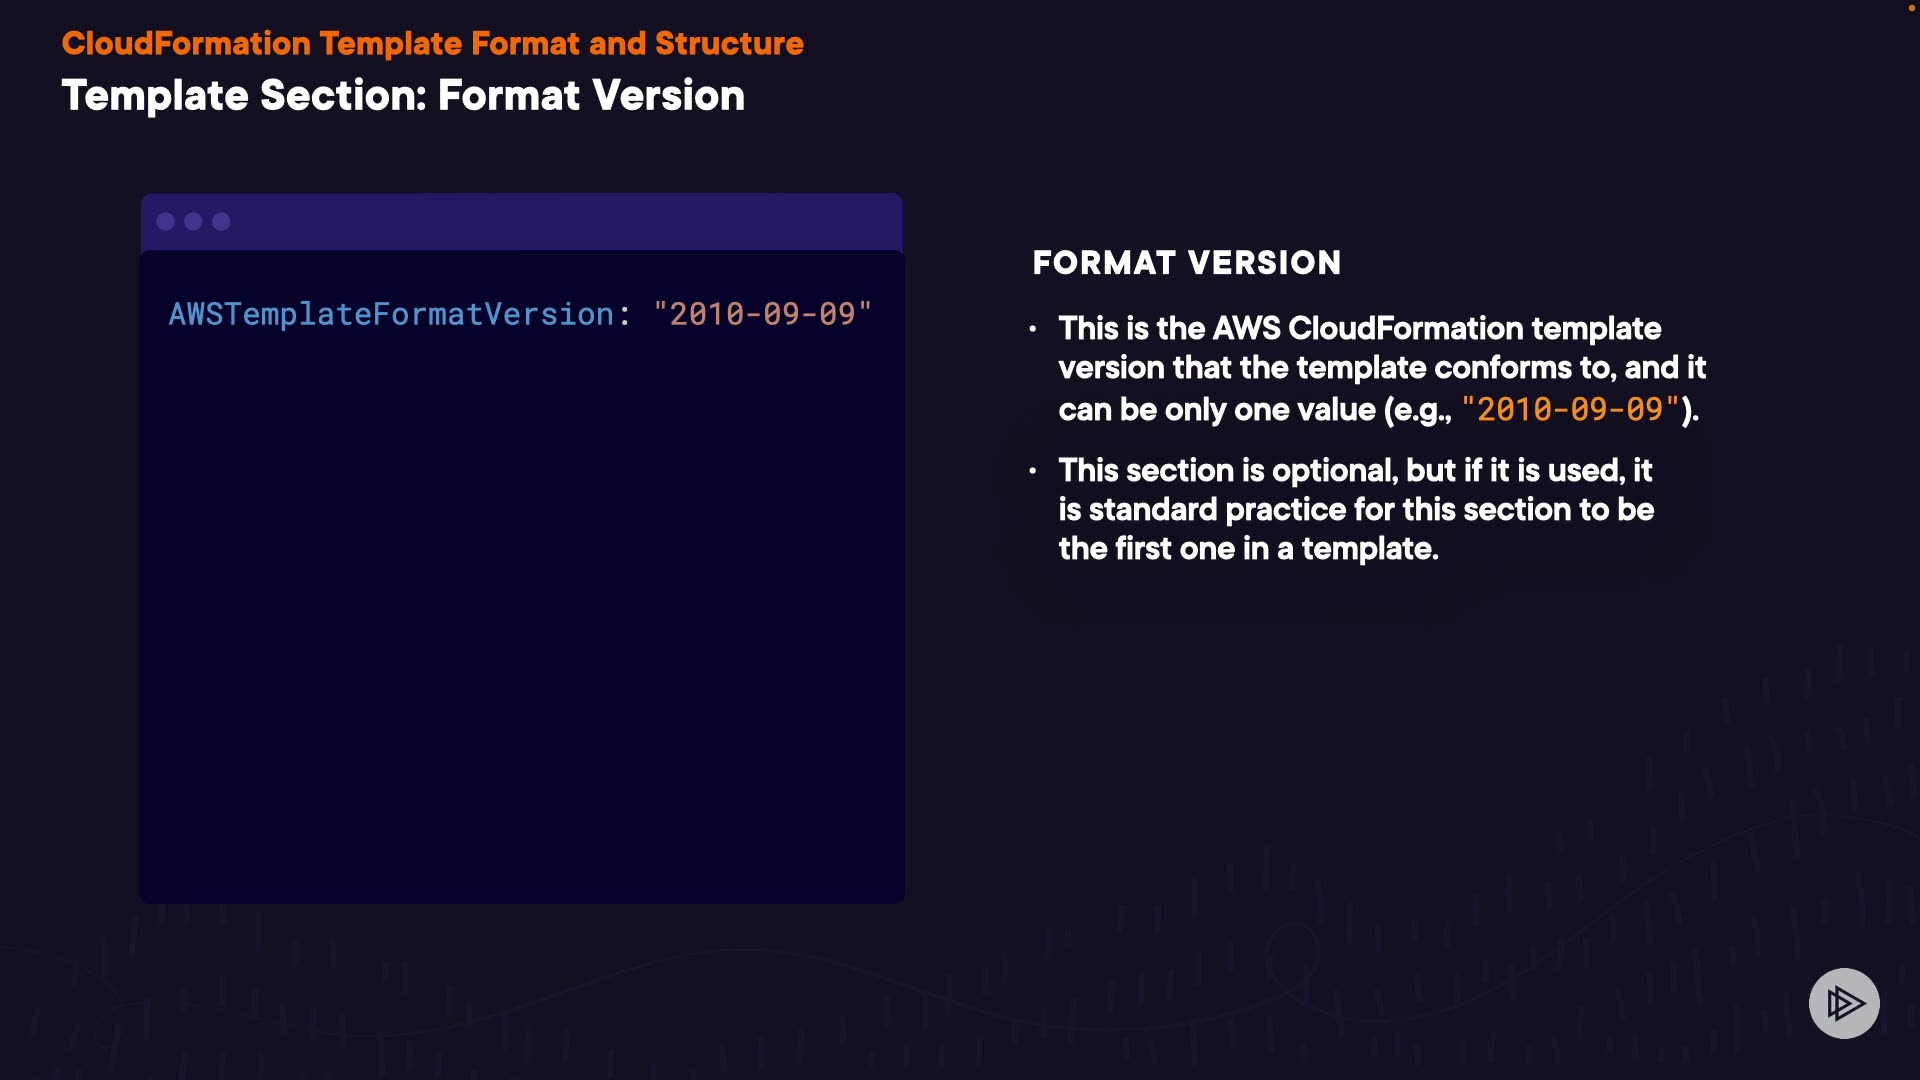 CloudFormation Template Format and Structure
Template Section: Format Version
AWSTemplateFormatVersion: "2010-09-09"
FORMAT VERSION
• This is the AWS CloudFormation template
version that the template conforms to, and it
can be only one value (e.g., "2010-09-09").
• This section is optional, but if it is used, it
is standard practice for this section to be
the first one in a template.